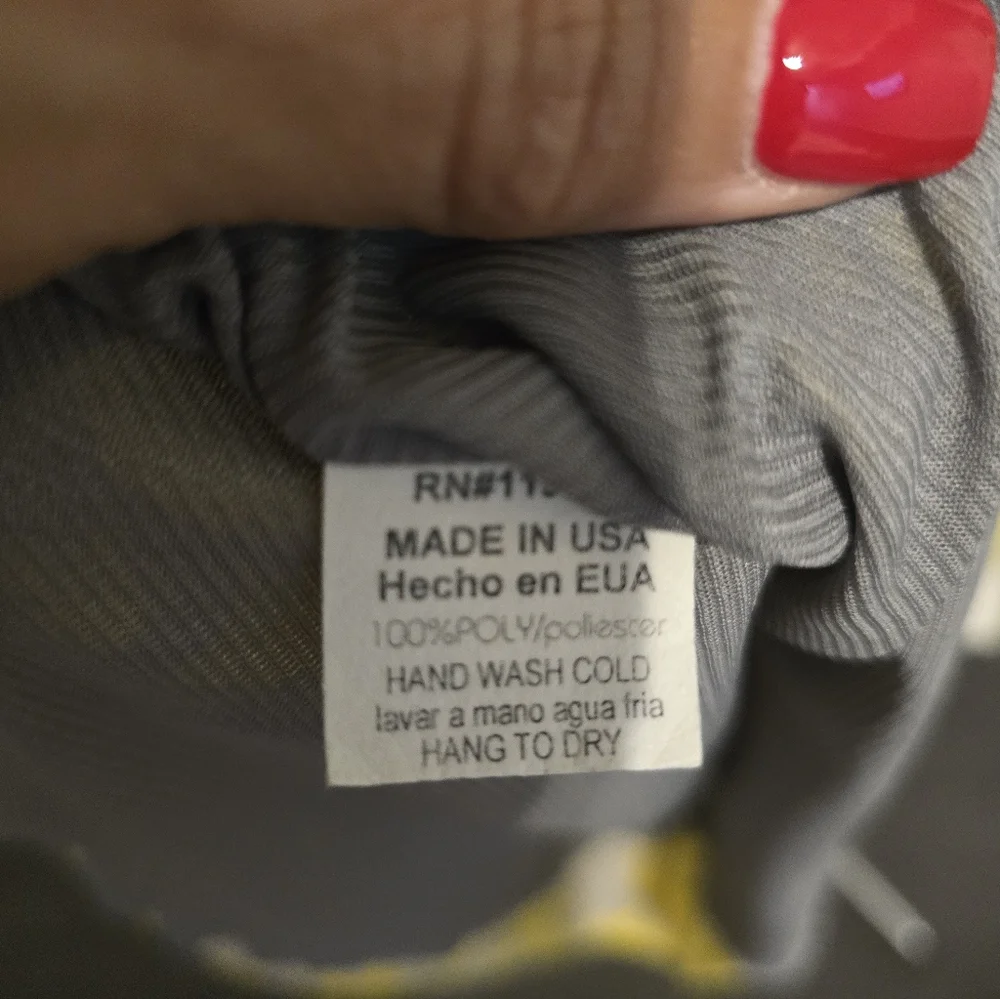 MADE IN USA
Hecho en EUA
100%POLY/poliester
HAND WASH COLD
lavar a mano agua fria
HANG TO DRY